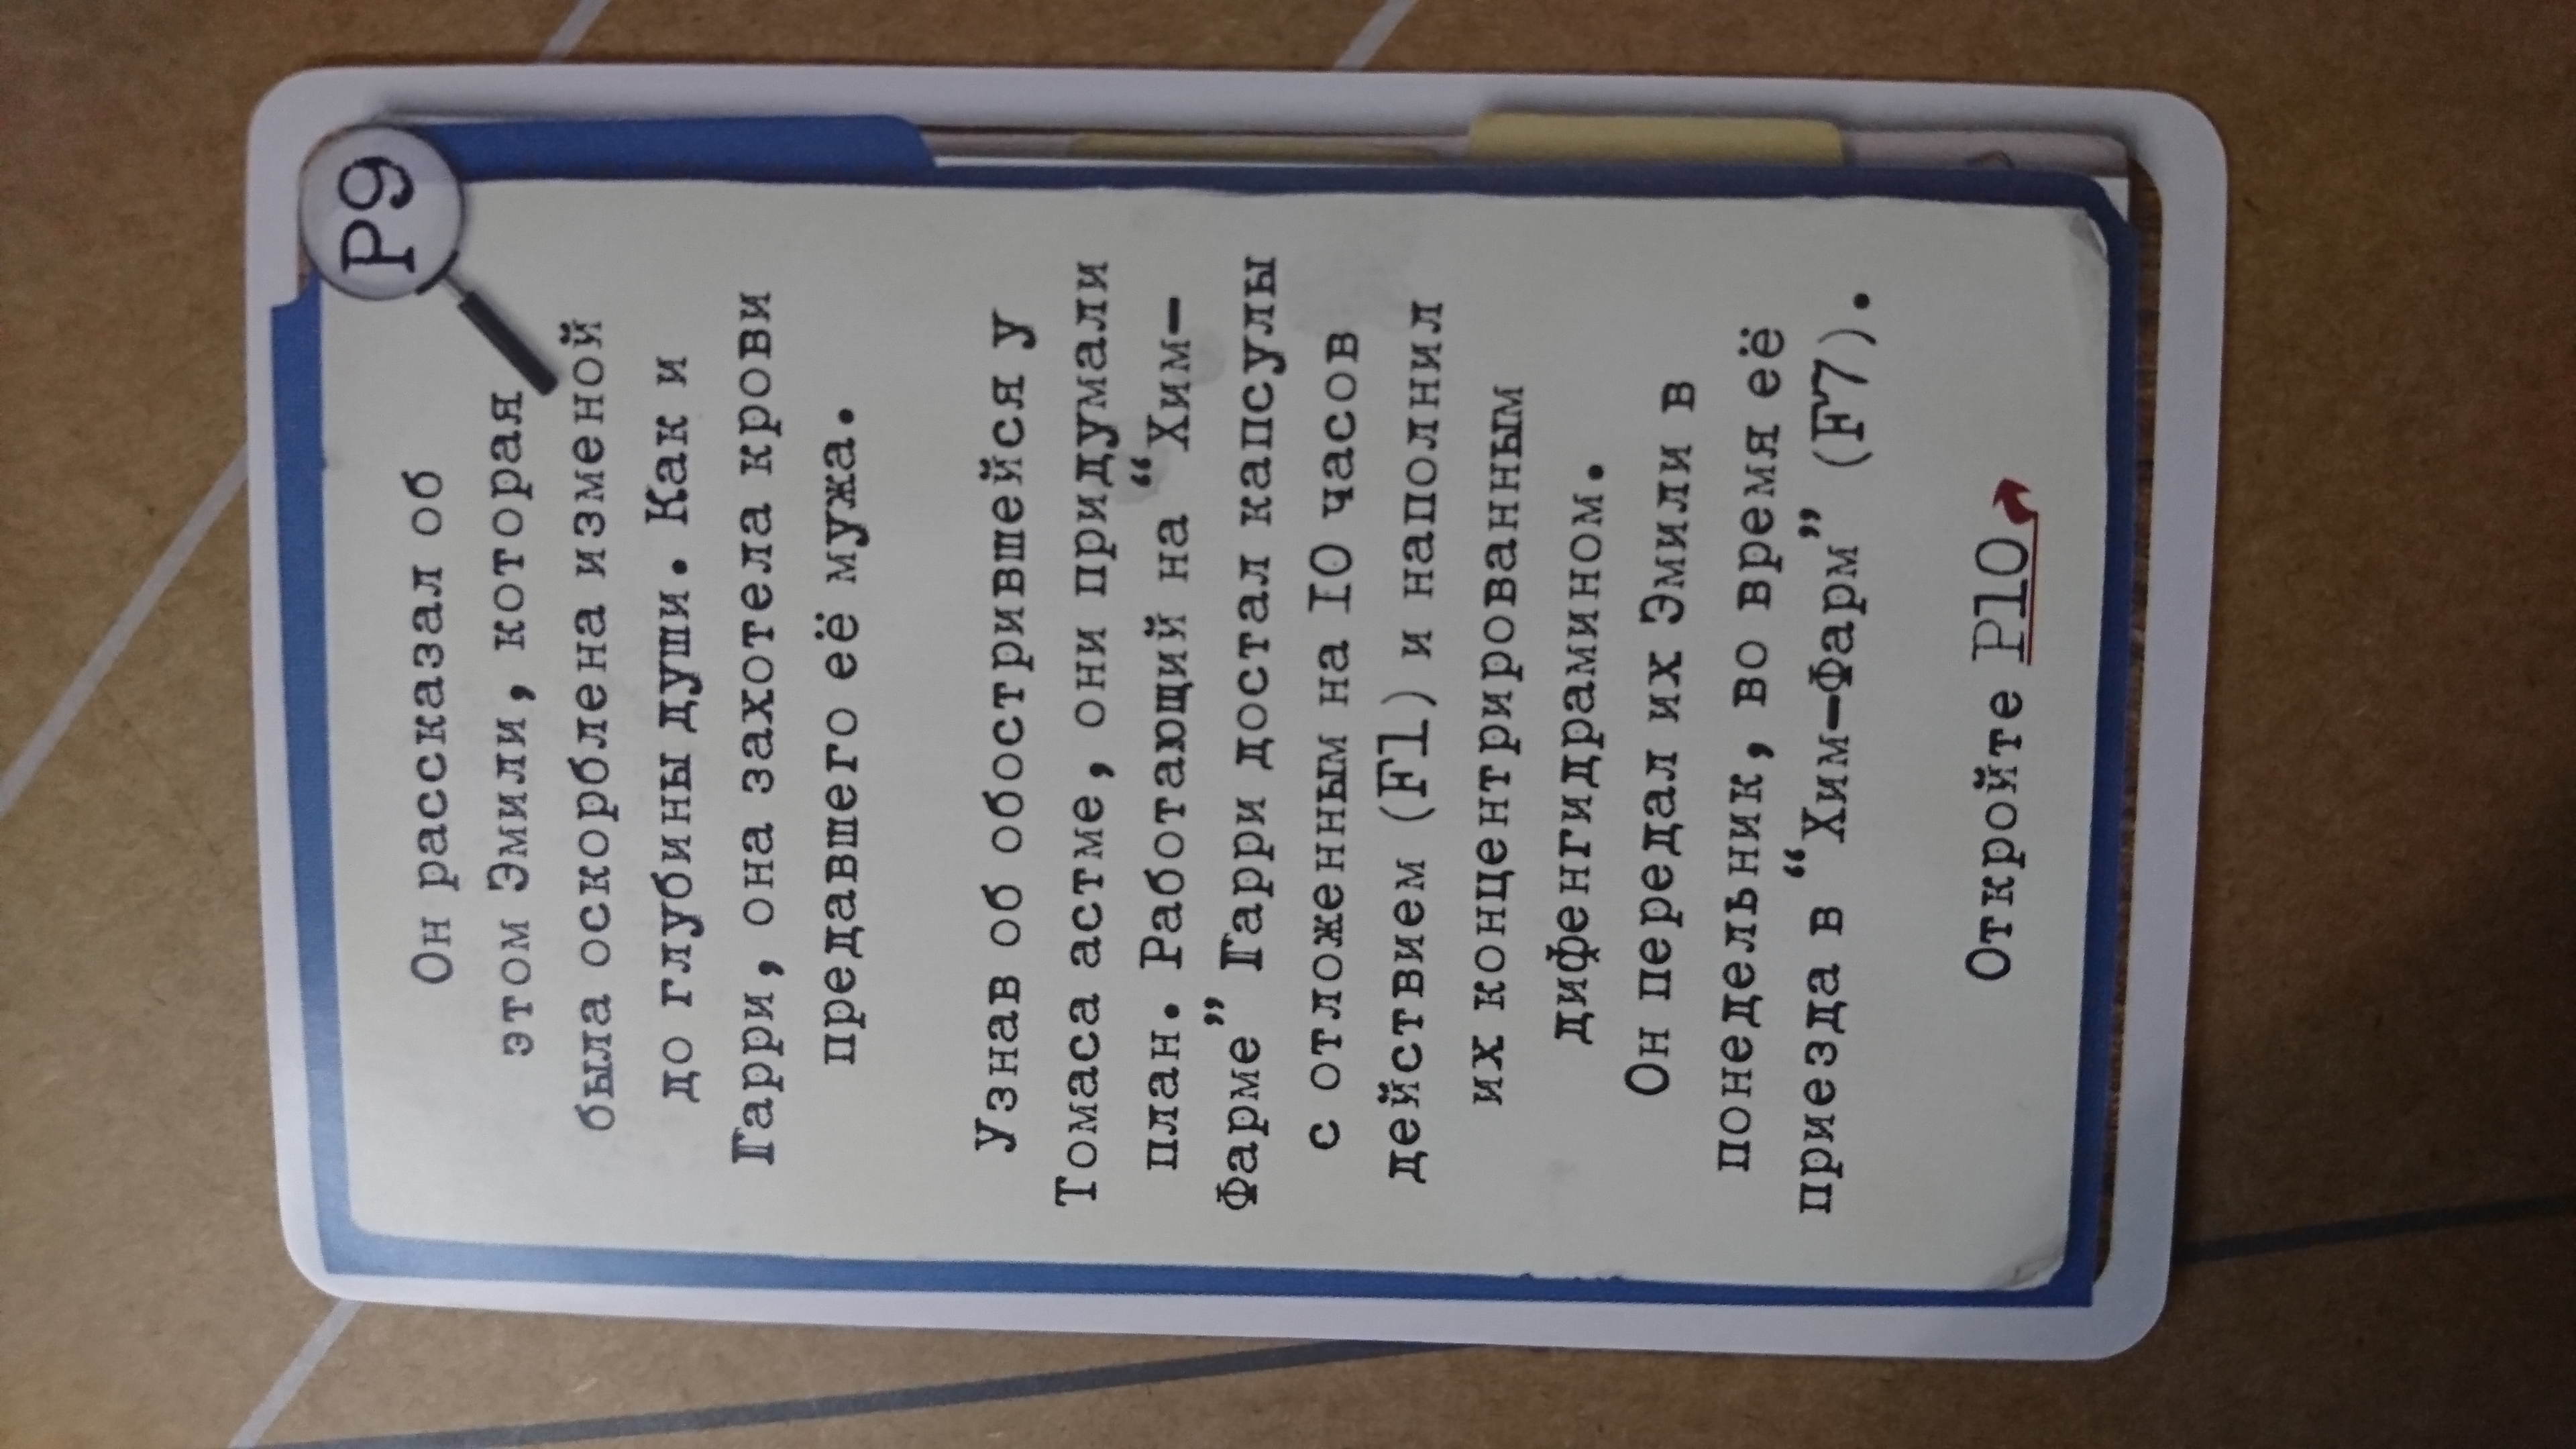 P9
Он рассказал об
этом Эмили, которая
была оскорблена изменой
до глубины души. Как и
Гарри, она захотела крови
предавшего её мужа.
Узнав об обострившейся у
Томаса астме, они придумали
план. Работающий на “Хим-
Фарме” Гарри достал капсулы
с отложенным на 10 часов
действием (F1) и наполнил
их концентрированным
дифенгидрамином.
Он передал их Эмили в
понедельник, во время её
приезда в “Хим-Фарм” (F7).
Откройте P10